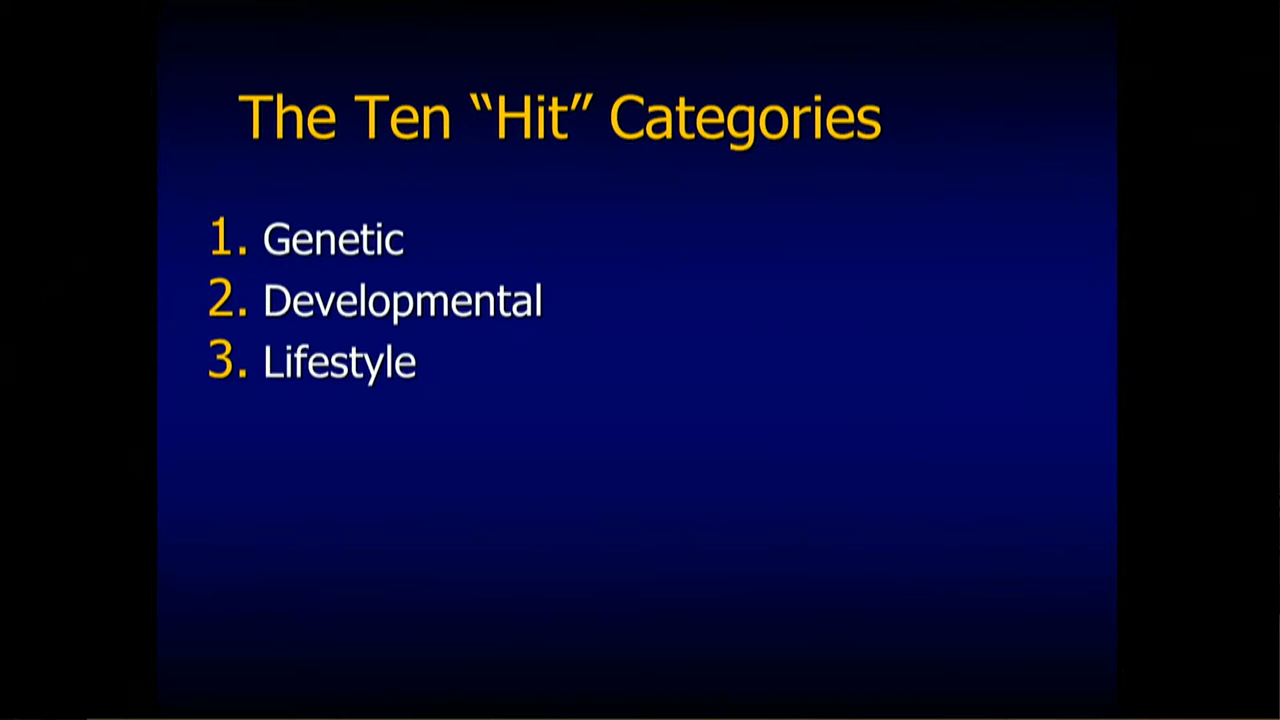 The Ten “Hit” Categories
1. Genetic
2. Developmental
3. Lifestyle